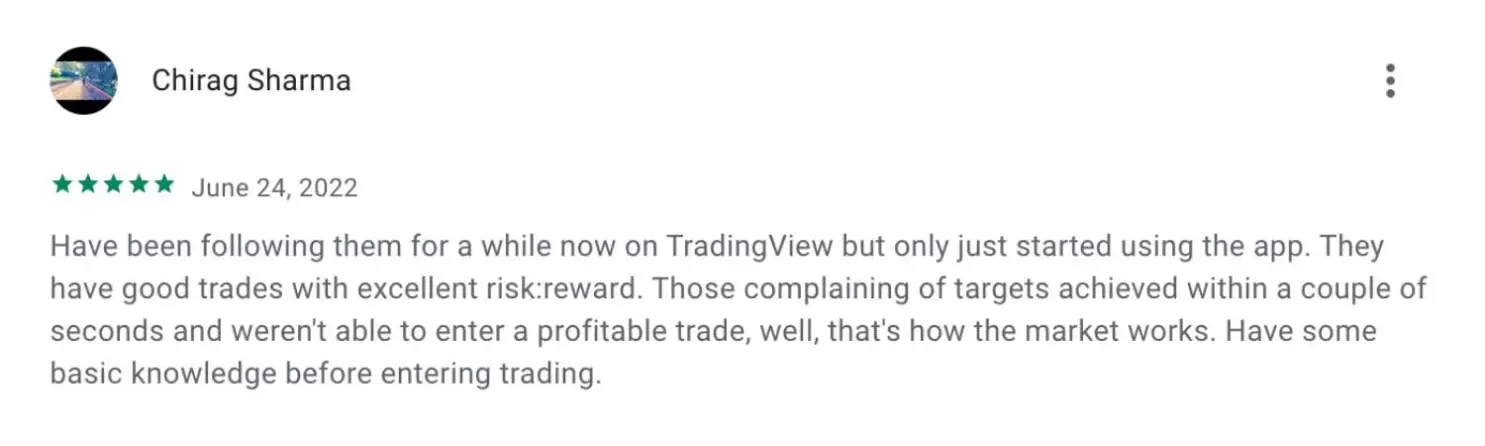 Chirag Sharma
June 24, 2022
Have been following them for a while now on TradingView but only just started using the app. They
have good trades with excellent risk:reward. Those complaining of targets achieved within a couple of
seconds and weren't able to enter a profitable trade, well, that's how the market works. Have some
basic knowledge before entering trading.